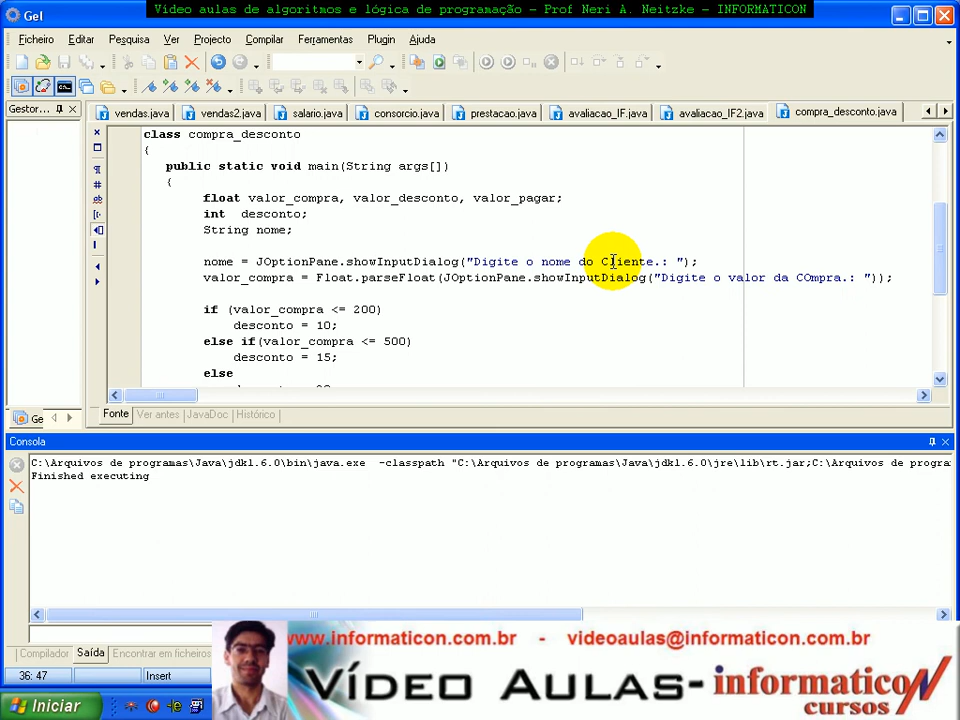 Vídeo aulas de algoritmos e lógica de programação – Prof Neri A. Neitzke – INFORMATICON
Gel
Ficheiro Editar Pesquisa Ver Projecto Compilar Ferramentas Plugin Ajuda
Gestor...
vendas.java vendas2.java salario.java consorcio.java prestacao.java avaliacao_IF.java avaliacao_IF2.java compra_desconto.java
class compra_desconto
{
public static void main(String args[])
{
float valor_compra, valor_desconto, valor_pagar;
int desconto;
String nome;
nome = JOptionPane.showInputDialog("Digite o nome do Cliente.: ");
valor_compra = Float.parseFloat(JOptionPane.showInputDialog("Digite o valor da COmpra.: "));
if (valor_compra <= 200)
desconto = 10;
else if(valor_compra <= 500)
desconto = 15;
else
Ge
Fonte Ver antes JavaDoc Histórico
Consola
C:\Arquivos de programas\Java\jdk1.6.0\bin\java.exe -classpath "C:\Arquivos de programas\Java\jdk1.6.0\jre\lib\rt.jar;C:\Arquivos de progra
Finished executing
www.informaticon.br - videoaulas@informaticon.br
Compilador Saída Encontrar em ficheiros
36: 47 Insert
Vídeo Aulas- informaticon
cursos
Iniciar